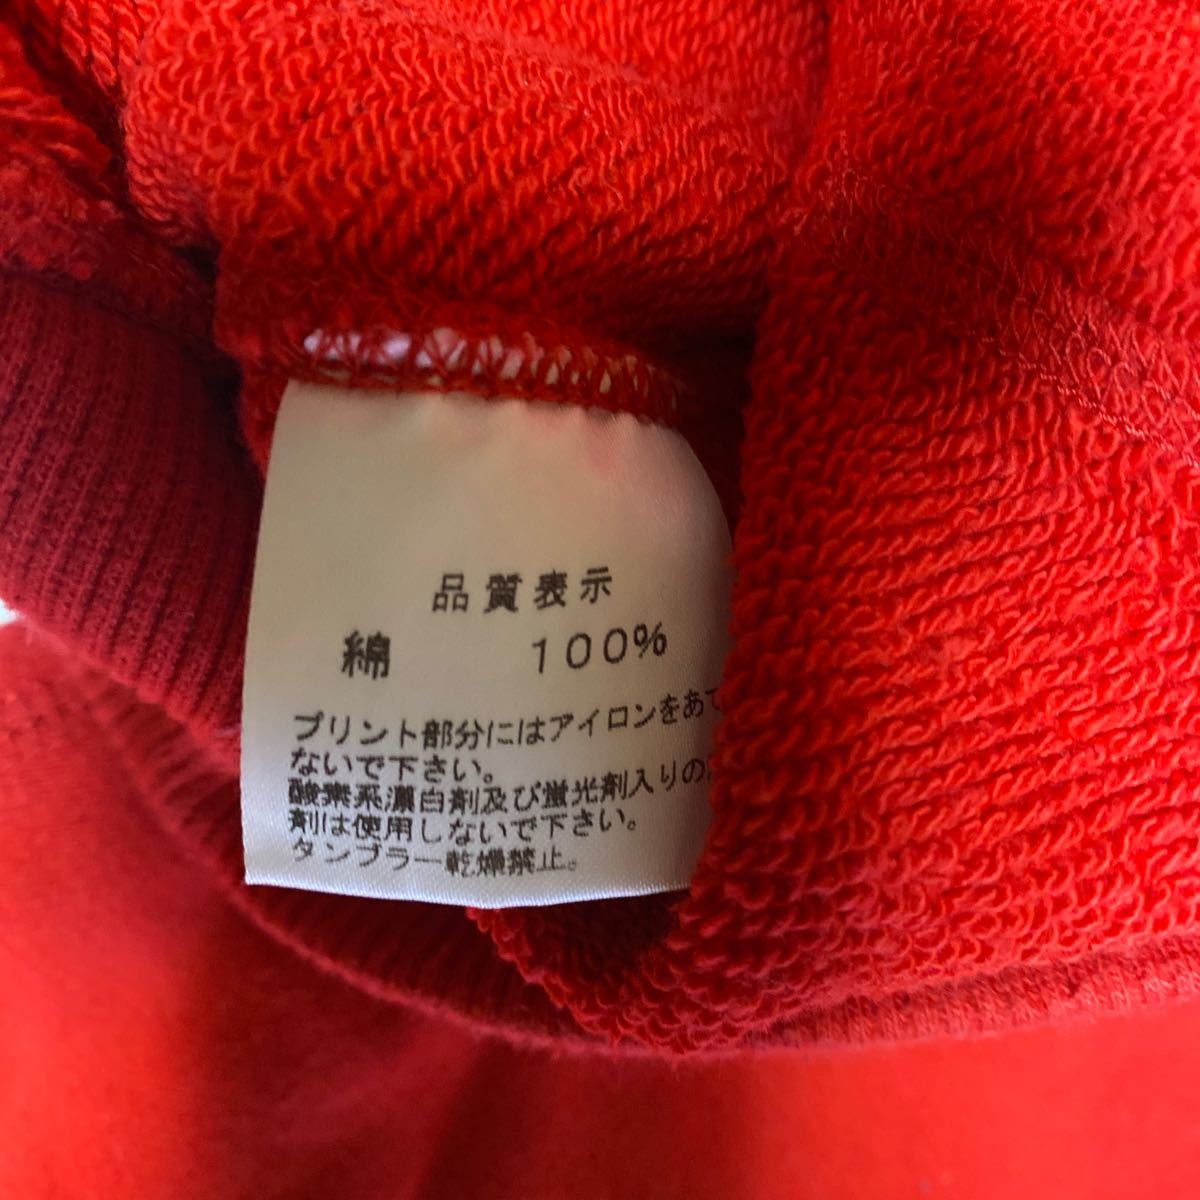 品質表示
綿 100%
プリント部分にはアイロンをあて
ないで下さい。
酸素系漂白剤及び蛍光剤入りの
剤は使用しないで下さい。
タンブラー乾燥禁止。